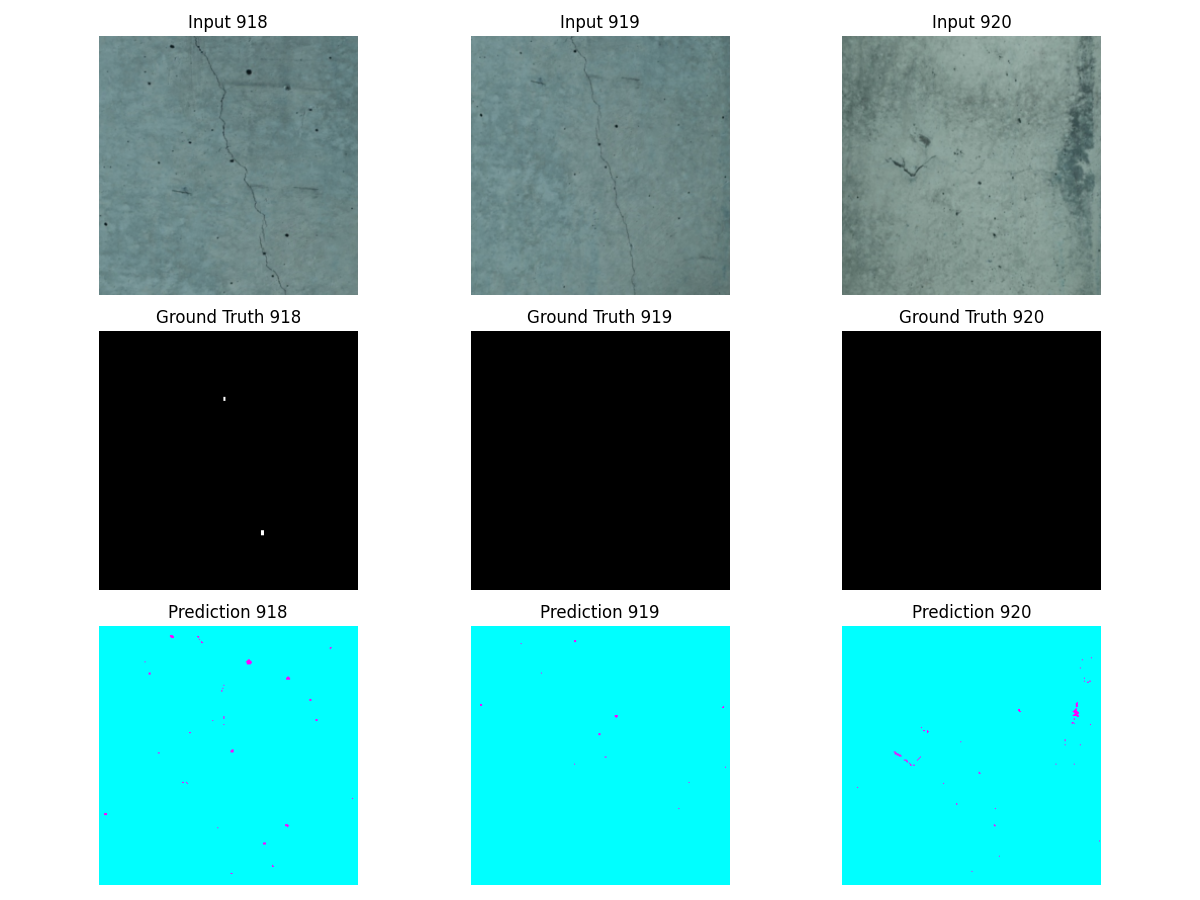 Input 918
Input 919
Input 920
Ground Truth 918
Ground Truth 919
Ground Truth 920
Prediction 918
Prediction 919
Prediction 920